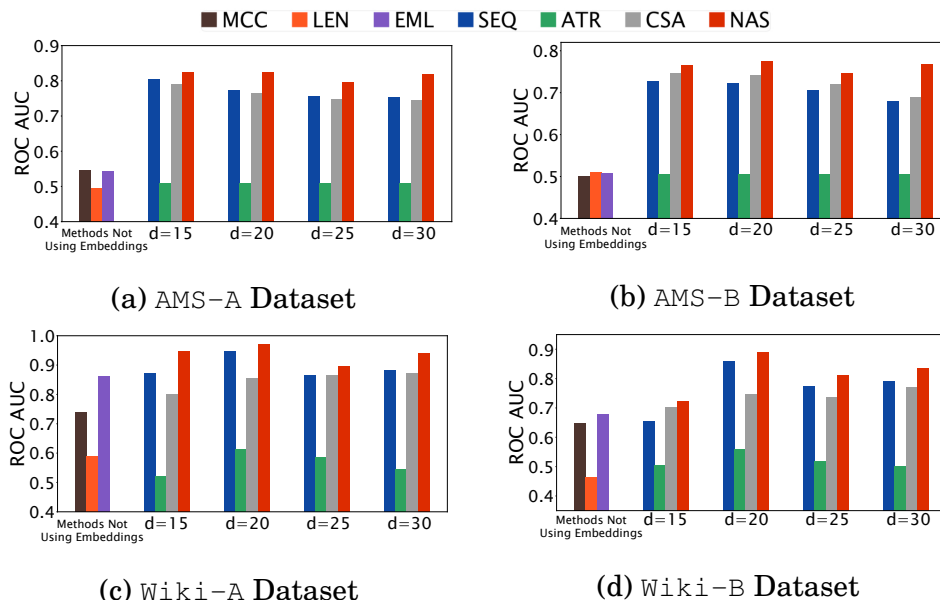 MCC LEN EML SEQ ATR CSA NAS
0.9
0.8
0.7
0.6
0.5
0.4
ROC AUC
Methods Not
Using Embeddings
d=15 d=20 d=25 d=30
(a) AMS-A Dataset
0.8
0.7
0.6
0.5
0.4
ROC AUC
Methods Not
Using Embeddings
d=15 d=20 d=25 d=30
(b) AMS-B Dataset
1.0
0.9
0.8
0.7
0.6
0.5
0.4
ROC AUC
Methods Not
Using Embeddings
d=15 d=20 d=25 d=30
(c) Wiki-A Dataset
0.9
0.8
0.7
0.6
0.5
0.4
ROC AUC
Methods Not
Using Embeddings
d=15 d=20 d=25 d=30
(d) Wiki-B Dataset